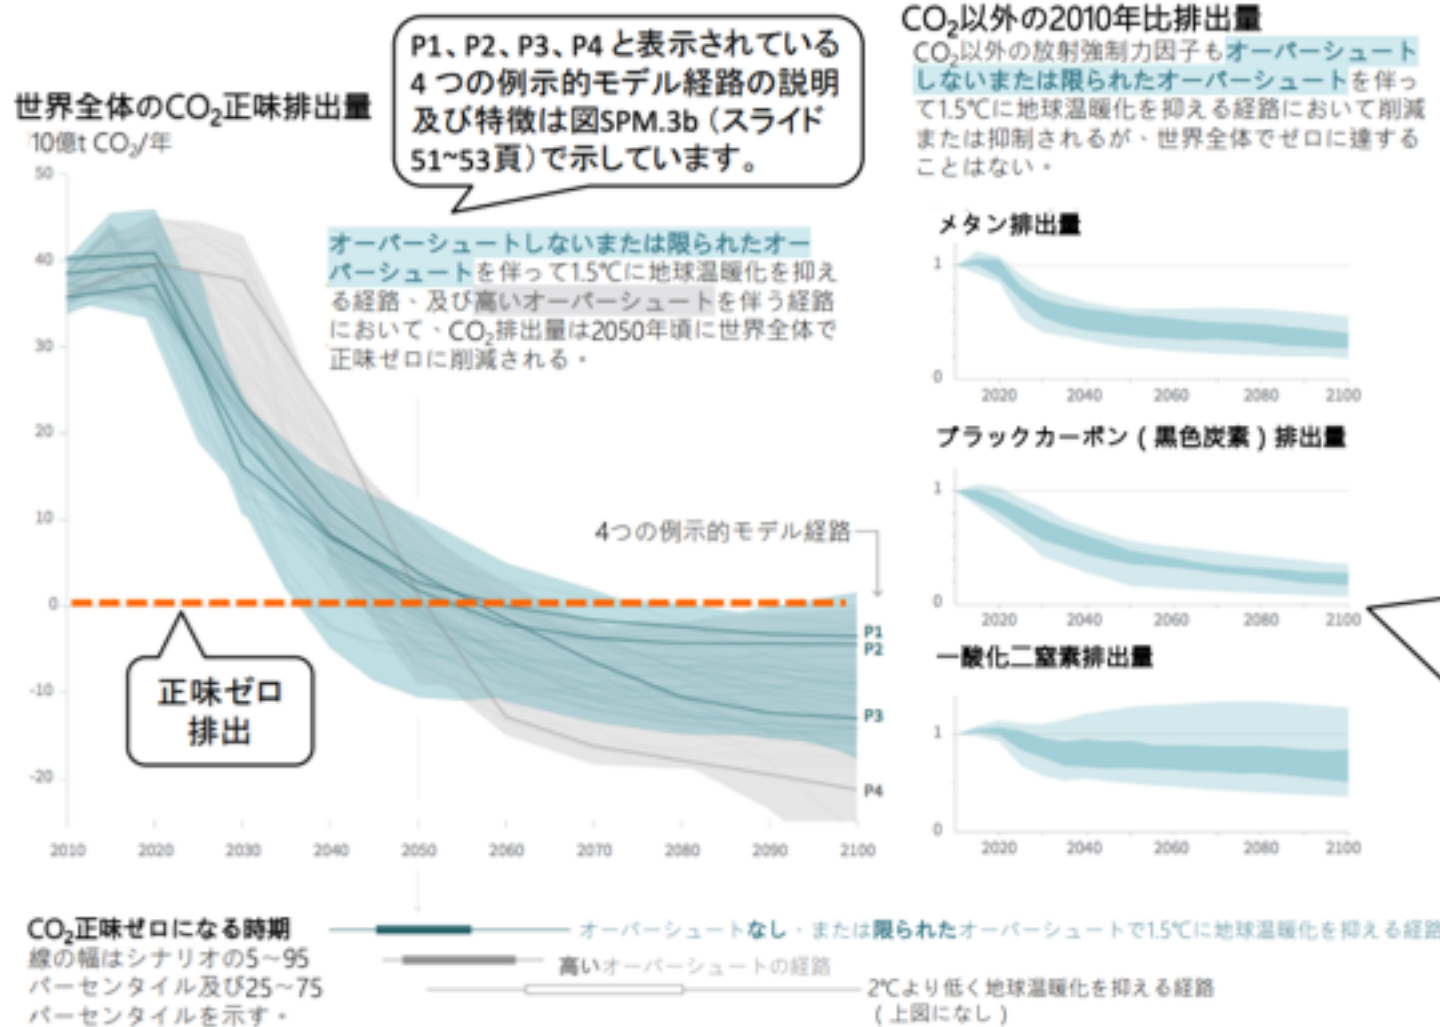 世界全体のCO₂正味排出量
10億t CO₂/年
P1、P2、P3、P4 と表示されている
4 つの例示的モデル経路の説明
及び特徴は図SPM.3b（スライド
51~53頁）で示しています。
オーバーシュートしないまたは限られたオー
バーシュートを伴って1.5℃に地球温暖化を抑え
る経路、及び高いオーバーシュートを伴う経路
において、CO₂排出量は2050年頃に世界全体で
正味ゼロに削減される。
50
40
30
20
10
0
-10
-20
4つの例示的モデル経路
正味ゼロ
排出
P1
P2
P3
P4
2010 2020 2030 2040 2050 2060 2070 2080 2090 2100
CO₂以外の2010年比排出量
CO₂以外の放射強制力因子もオーバーシュート
しないまたは限られたオーバーシュートを伴っ
て1.5℃に地球温暖化を抑える経路において削減
または抑制されるが、世界全体でゼロに達する
ことはない。
メタン排出量
1
0
2020 2040 2060 2080 2100
ブラックカーボン（黒色炭素）排出量
1
0
2020 2040 2060 2080 2100
一酸化二窒素排出量
1
0
2020 2040 2060 2080 2100
CO₂正味ゼロになる時期
線の幅はシナリオの5～95
パーセンタイル及び25～75
パーセンタイルを示す。
オーバーシュートなし、または限られたオーバーシュートで1.5℃に地球温暖化を抑える経路
高いオーバーシュートの経路
2℃より低く地球温暖化を抑える経路
（上図になし）